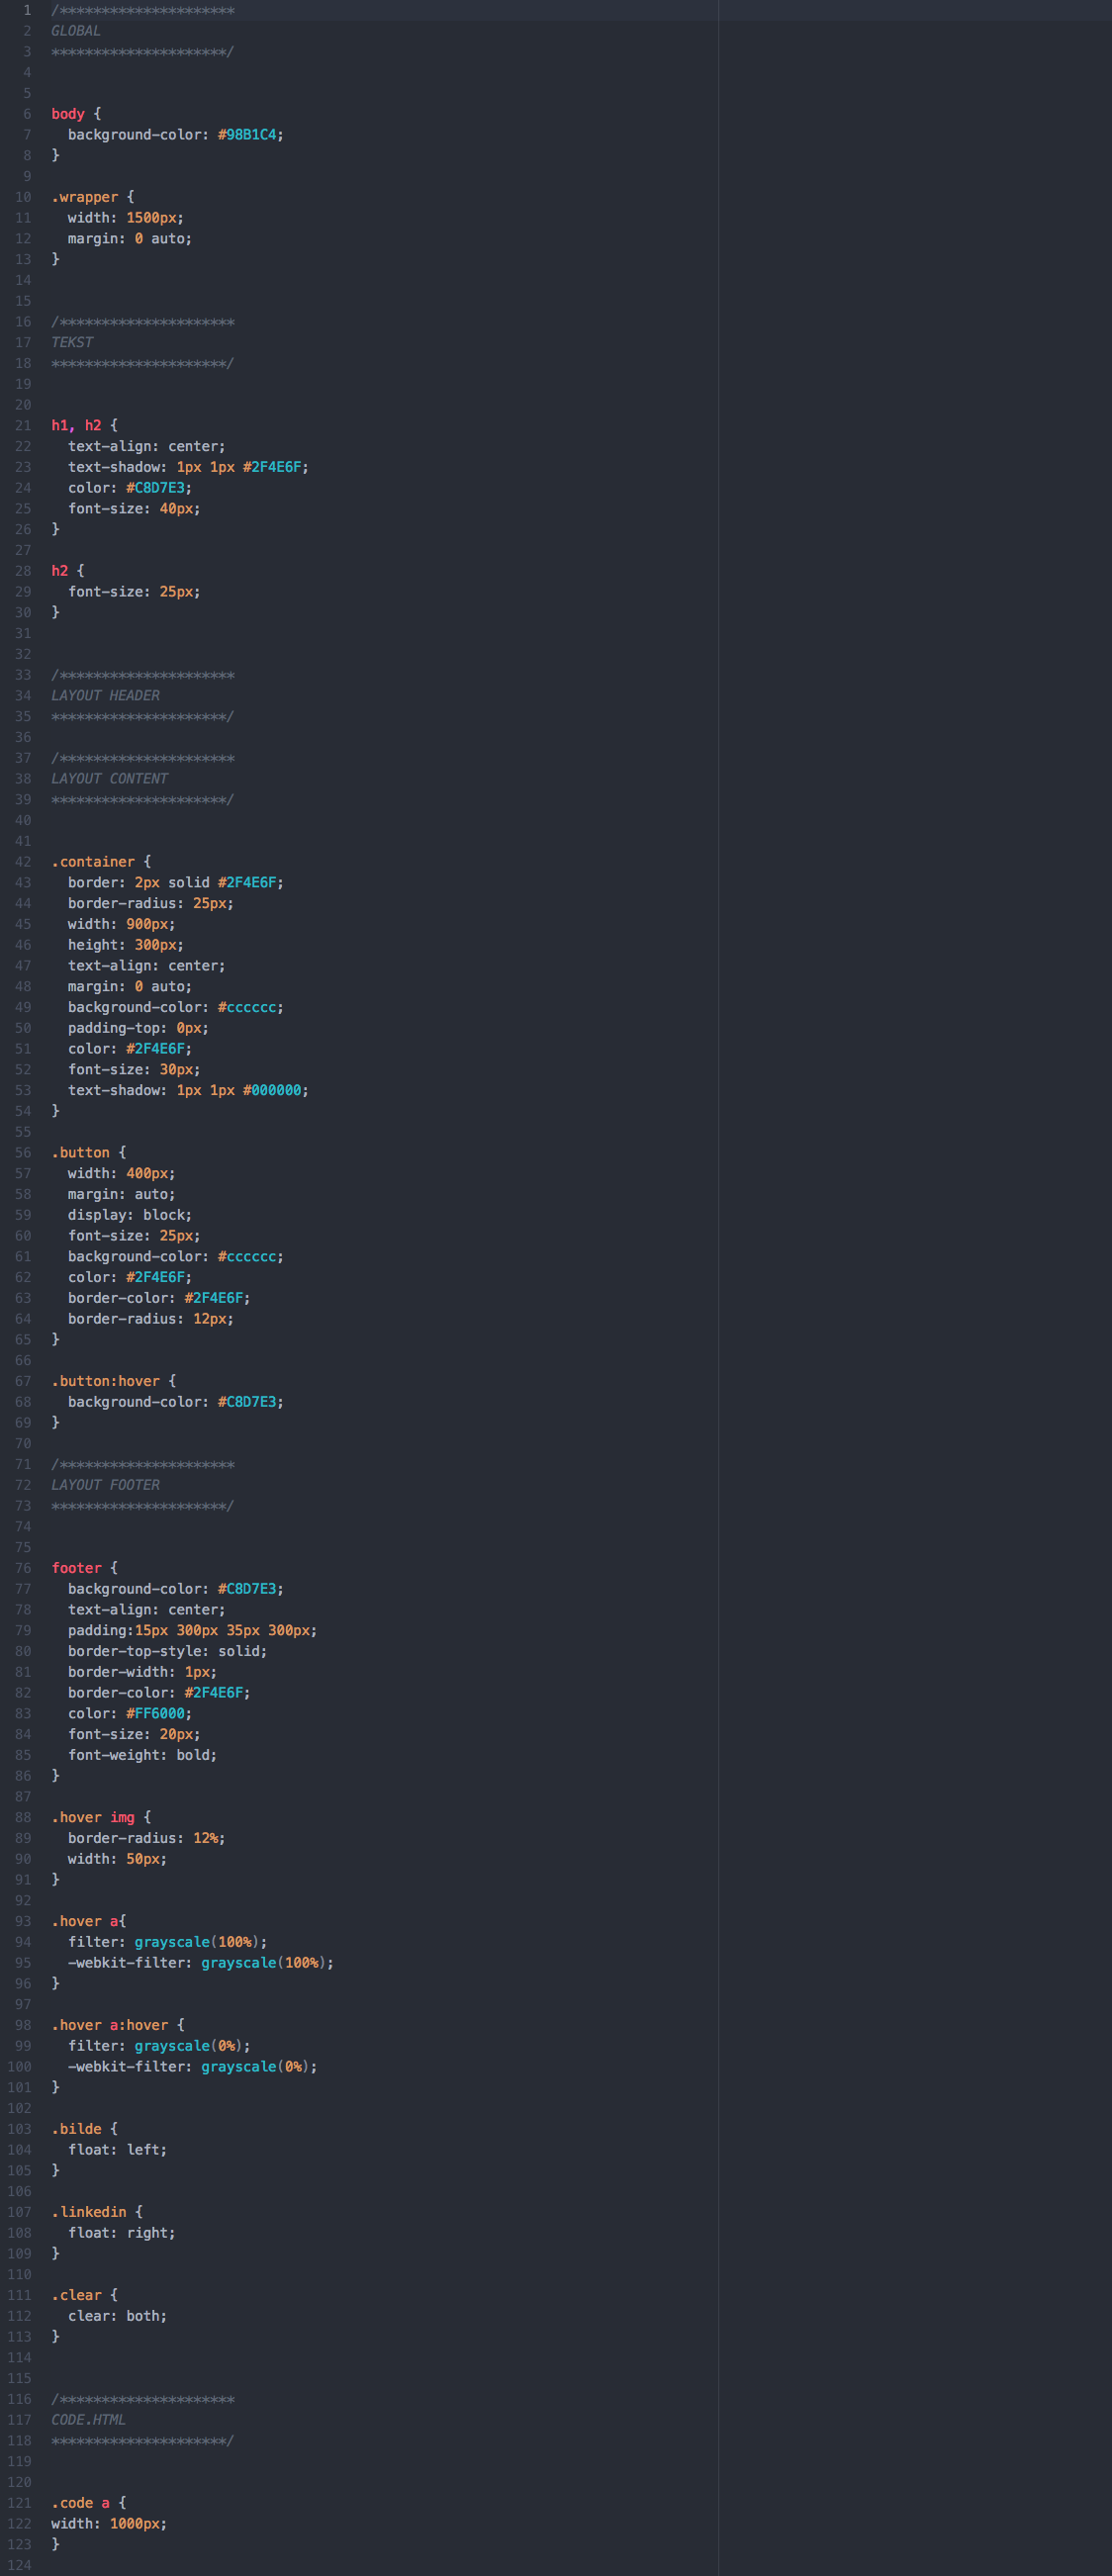 1 /*********************
2 GLOBAL
3 *********************/
4
5
6 body {
7 background-color: #98B1C4;
8 }
9
10 .wrapper {
11 width: 1500px;
12 margin: 0 auto;
13 }
14
15
16 /*********************
17 TEKST
18 *********************/
19
20
21 h1, h2 {
22 text-align: center;
23 text-shadow: 1px 1px #2F4E6F;
24 color: #C8D7E3;
25 font-size: 40px;
26 }
27
28 h2 {
29 font-size: 25px;
30 }
31
32
33 /*********************
34 LAYOUT HEADER
35 *********************/
36
37 /*********************
38 LAYOUT CONTENT
39 *********************/
40
41
42 .container {
43 border: 2px solid #2F4E6F;
44 border-radius: 25px;
45 width: 900px;
46 height: 300px;
47 text-align: center;
48 margin: 0 auto;
49 background-color: #cccccc;
50 padding-top: 0px;
51 color: #2F4E6F;
52 font-size: 30px;
53 text-shadow: 1px 1px #000000;
54 }
55
56 .button {
57 width: 400px;
58 margin: auto;
59 display: block;
60 font-size: 25px;
61 background-color: #cccccc;
62 color: #2F4E6F;
63 border-color: #2F4E6F;
64 border-radius: 12px;
65 }
66
67 .button:hover {
68 background-color: #C8D7E3;
69 }
70
71 /*********************
72 LAYOUT FOOTER
73 *********************/
74
75
76 footer {
77 background-color: #C8D7E3;
78 text-align: center;
79 padding:15px 300px 35px 300px;
80 border-top-style: solid;
81 border-width: 1px;
82 border-color: #2F4E6F;
83 color: #FF6000;
84 font-size: 20px;
85 font-weight: bold;
86 }
87
88 .hover img {
89 border-radius: 12%;
90 width: 50px;
91 }
92
93 .hover a{
94 filter: grayscale(100%);
95 -webkit-filter: grayscale(100%);
96 }
97
98 .hover a:hover {
99 filter: grayscale(0%);
100 -webkit-filter: grayscale(0%);
101 }
102
103 .bilde {
104 float: left;
105 }
106
107 .linkedin {
108 float: right;
109 }
110
111 .clear {
112 clear: both;
113 }
114
115
116 /*********************
117 CODE.HTML
118 *********************/
119
120
121 .code a {
122 width: 1000px;
123 }
124